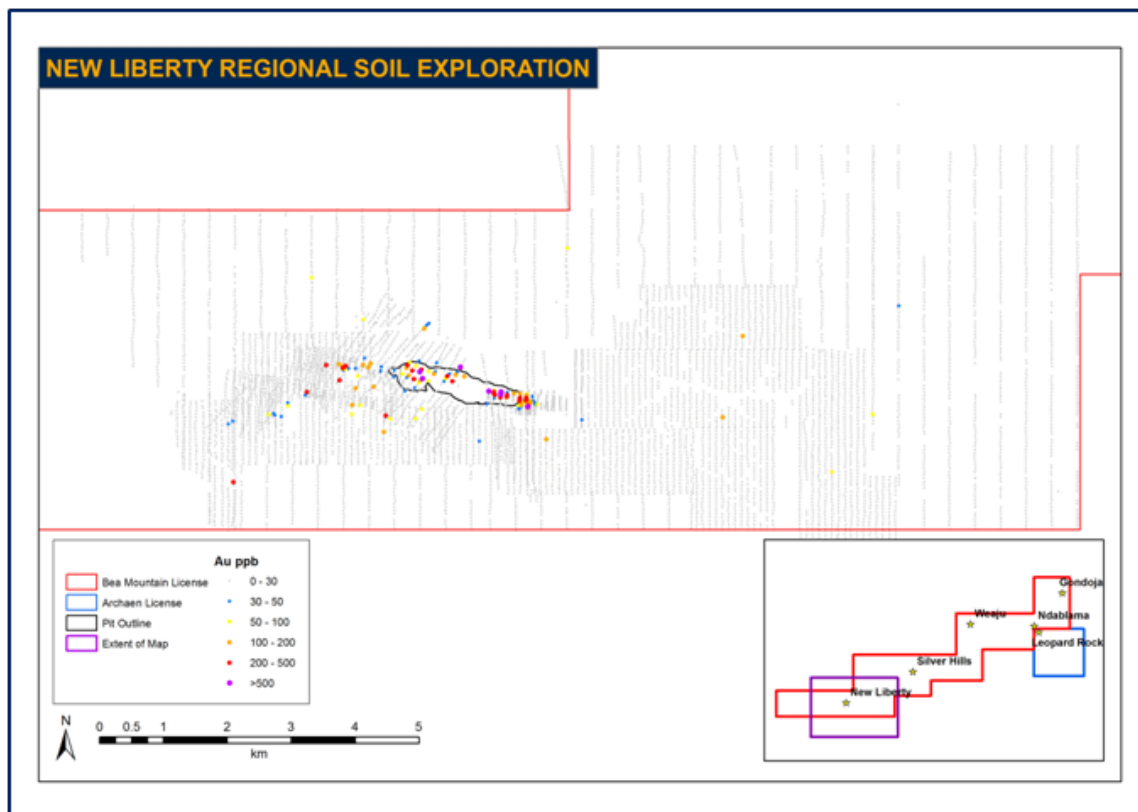 NEW LIBERTY REGIONAL SOIL EXPLORATION
Au ppb
Bea Mountain License
Archaen License
Pit Outline
Extent of Map
0 - 30
30 - 50
50 - 100
100 - 200
200 - 500
>500
N
0 0.5 1 2 3 4 5
km
Gondoja
Weaju
Ndablama
Leopard Rock
Silver Hills
New Liberty